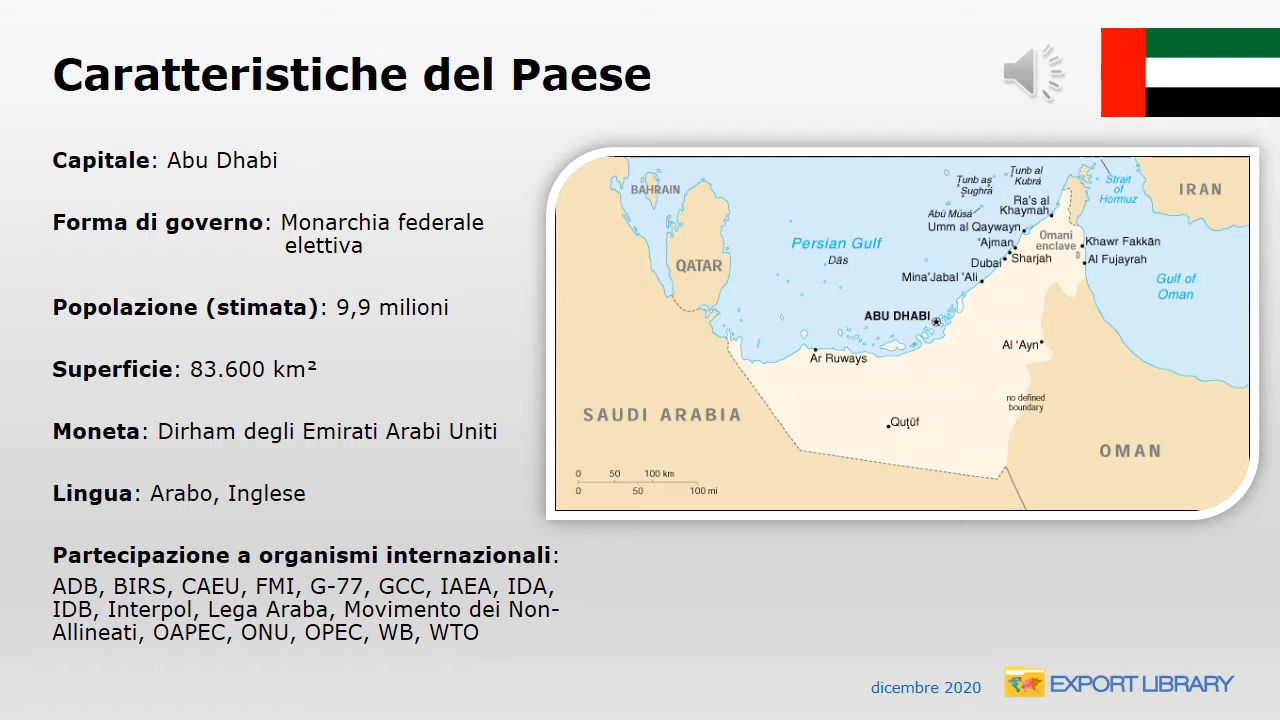 Caratteristiche del Paese
Capitale: Abu Dhabi
Forma di governo: Monarchia federale
elettiva
Popolazione (stimata): 9,9 milioni
Superficie: 83.600 km²
Moneta: Dirham degli Emirati Arabi Uniti
Lingua: Arabo, Inglese
Partecipazione a organismi internazionali:
ADB, BIRS, CAEU, FMI, G-77, GCC, IAEA, IDA,
IDB, Interpol, Lega Araba, Movimento dei Non-
Allineati, OAPEC, ONU, OPEC, WB, WTO
BAHRAIN
QATAR
Persian Gulf
Dās
Ţunb aş
Şughrá
Ţunb al
Kubrá
Abū Mūsá
Strait
of
Hormuz
IRAN
Ra's al
Khaymah
Umm al Qaywayn
'Ajman
Omani
enclave
Khawr Fakkān
Dubai
Sharjah
Al Fujayrah
Mina'Jabal 'Ali
Gulf of
Oman
ABU DHABI
Ar Ruways
Al 'Ayn
no defined
boundary
SAUDI ARABIA
Quţūf
OMAN
0 50 100 km
0 50 100 mi
dicembre 2020
EXPORT LIBRARY